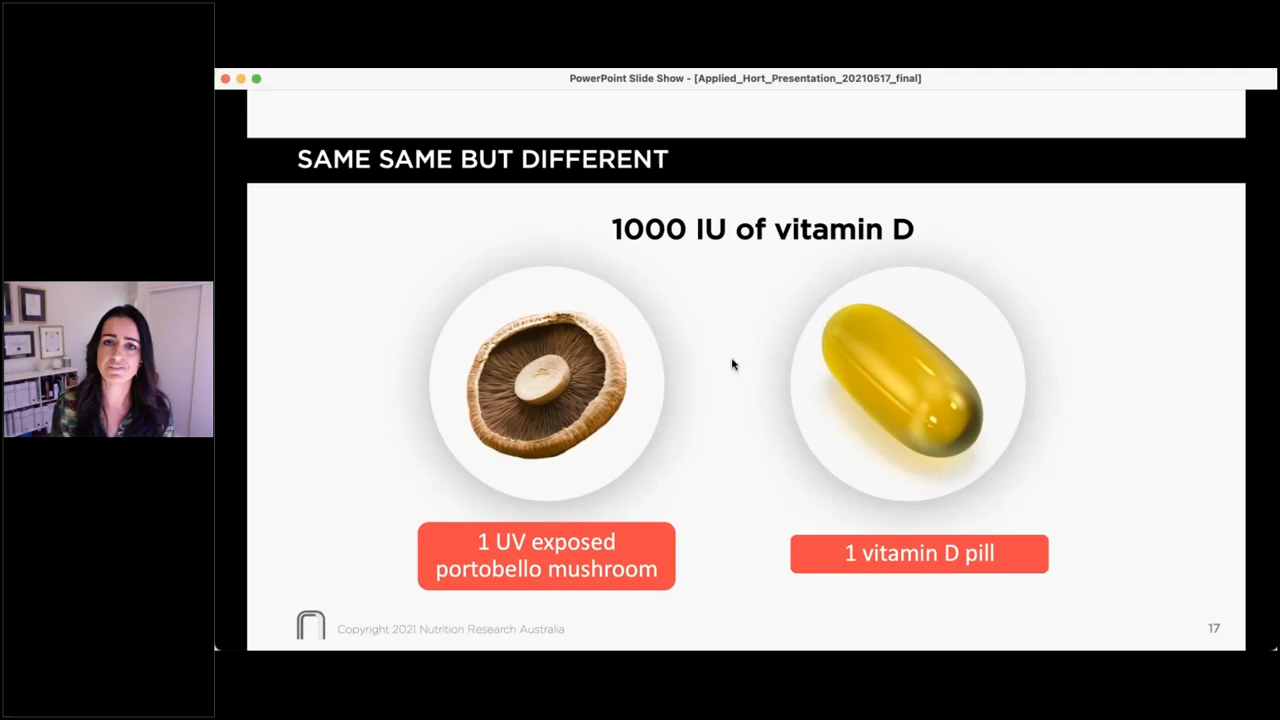 PowerPoint Slide Show - [Applied_Hort_Presentation_20210517_final]
SAME SAME BUT DIFFERENT
1000 IU of vitamin D
1 UV exposed
portobello mushroom
1 vitamin D pill
Copyright 2021 Nutrition Research Australia
17